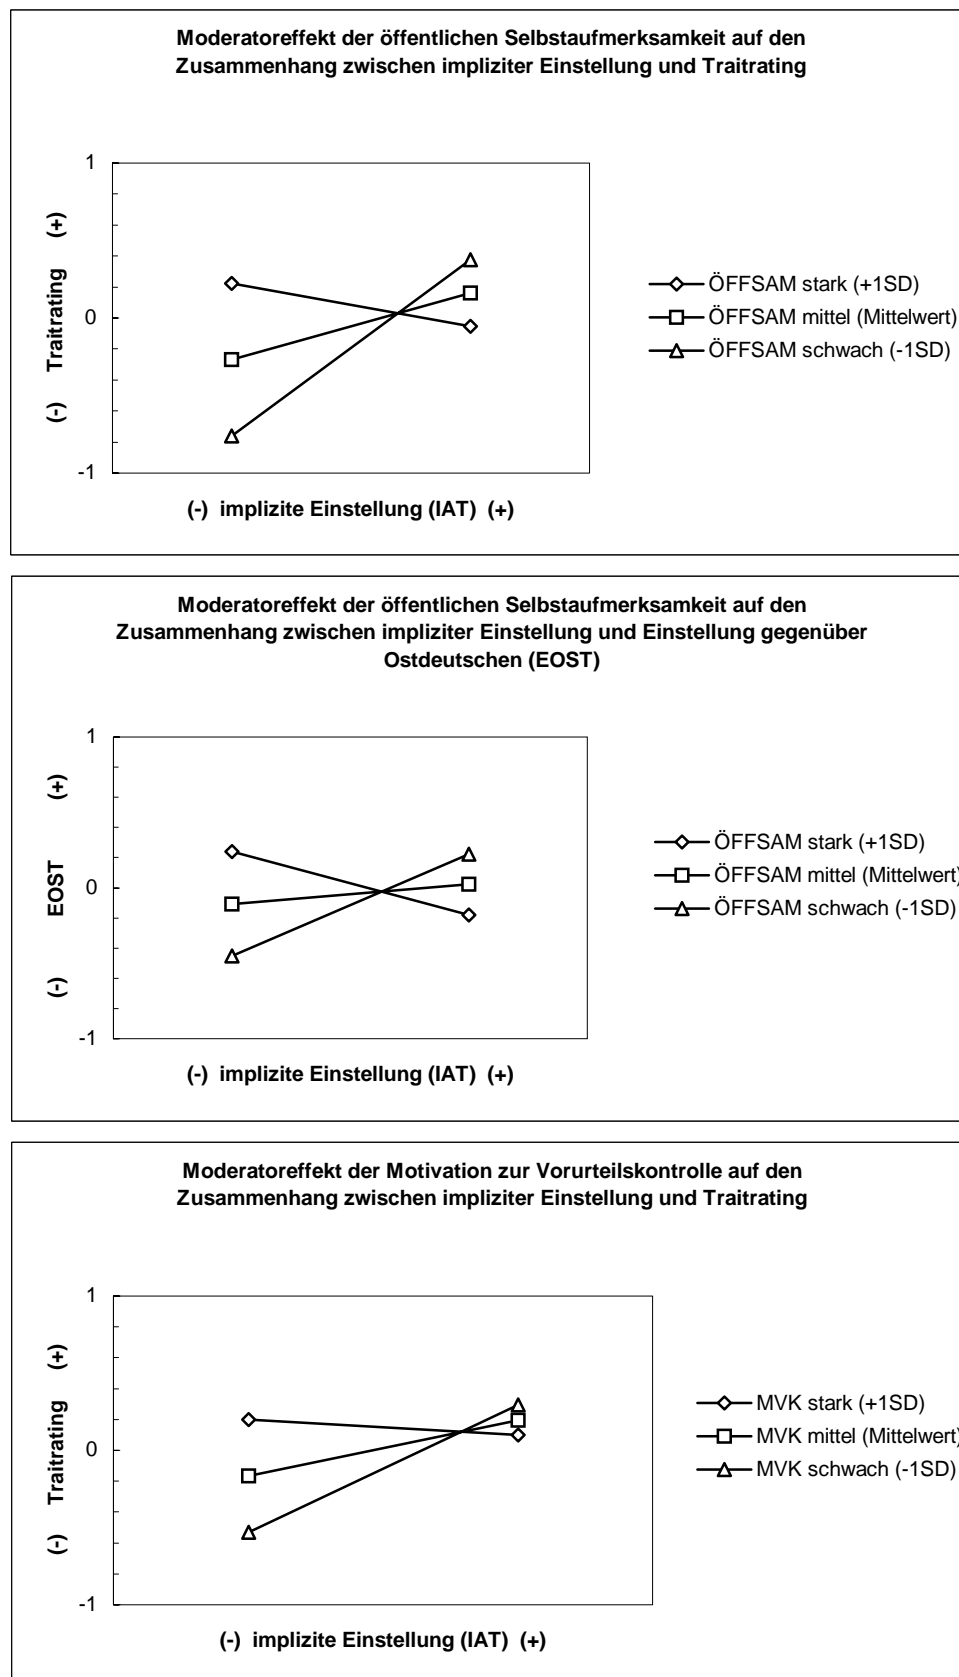 Moderatoreffekt der öffentlichen Selbstaufmerksamkeit auf den
Zusammenhang zwischen impliziter Einstellung und Traitrating
1
0
-1
(-) Traitrating (+)
(-) implizite Einstellung (IAT) (+)
ÖFFSAM stark (+1SD)
ÖFFSAM mittel (Mittelwert)
ÖFFSAM schwach (-1SD)
Moderatoreffekt der öffentlichen Selbstaufmerksamkeit auf den
Zusammenhang zwischen impliziter Einstellung und Einstellung gegenüber
Ostdeutschen (EOST)
1
0
-1
(-) EOST (+)
(-) implizite Einstellung (IAT) (+)
ÖFFSAM stark (+1SD)
ÖFFSAM mittel (Mittelwert)
ÖFFSAM schwach (-1SD)
Moderatoreffekt der Motivation zur Vorurteilskontrolle auf den
Zusammenhang zwischen impliziter Einstellung und Traitrating
1
0
-1
(-) Traitrating (+)
(-) implizite Einstellung (IAT) (+)
MVK stark (+1SD)
MVK mittel (Mittelwert)
MVK schwach (-1SD)